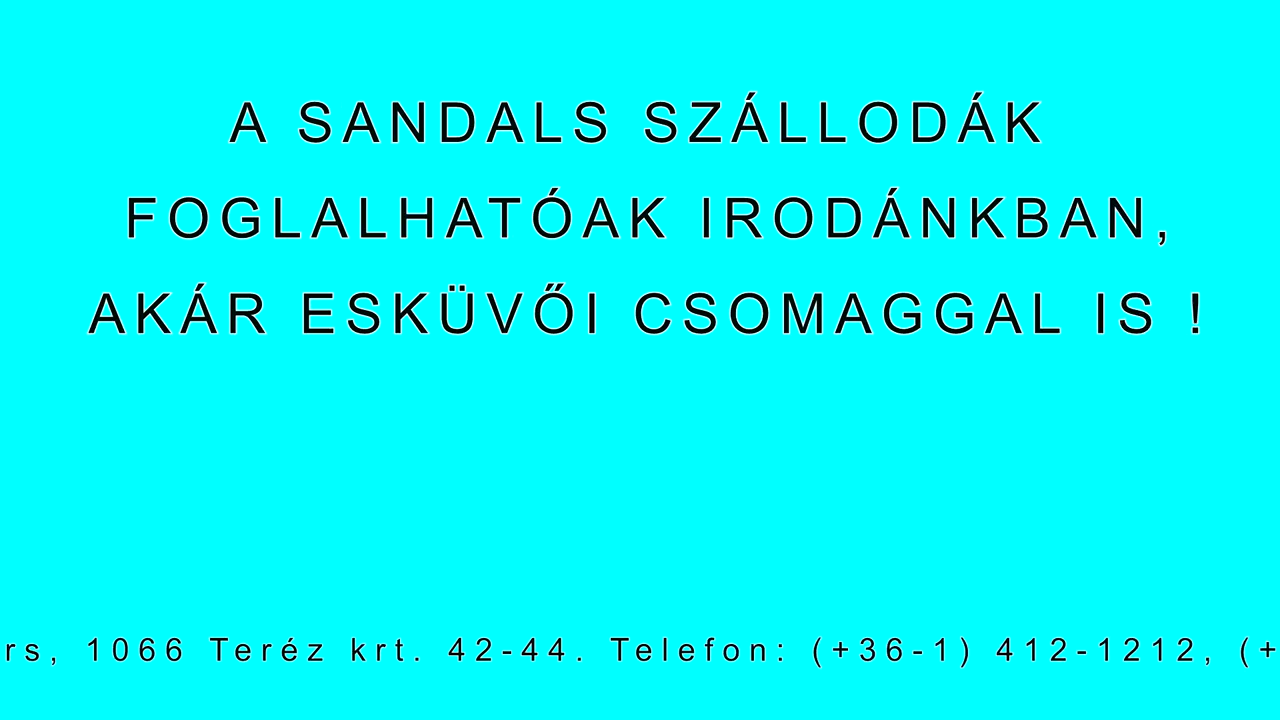 A SANDALS SZÁLLODÁK
FOGLALHATÓAK IRODÁNKBAN,
AKÁR ESKÜVŐI CSOMAGGAL IS !
rs, 1066 Teréz krt. 42-44. Telefon: (+36-1) 412-1212, (+